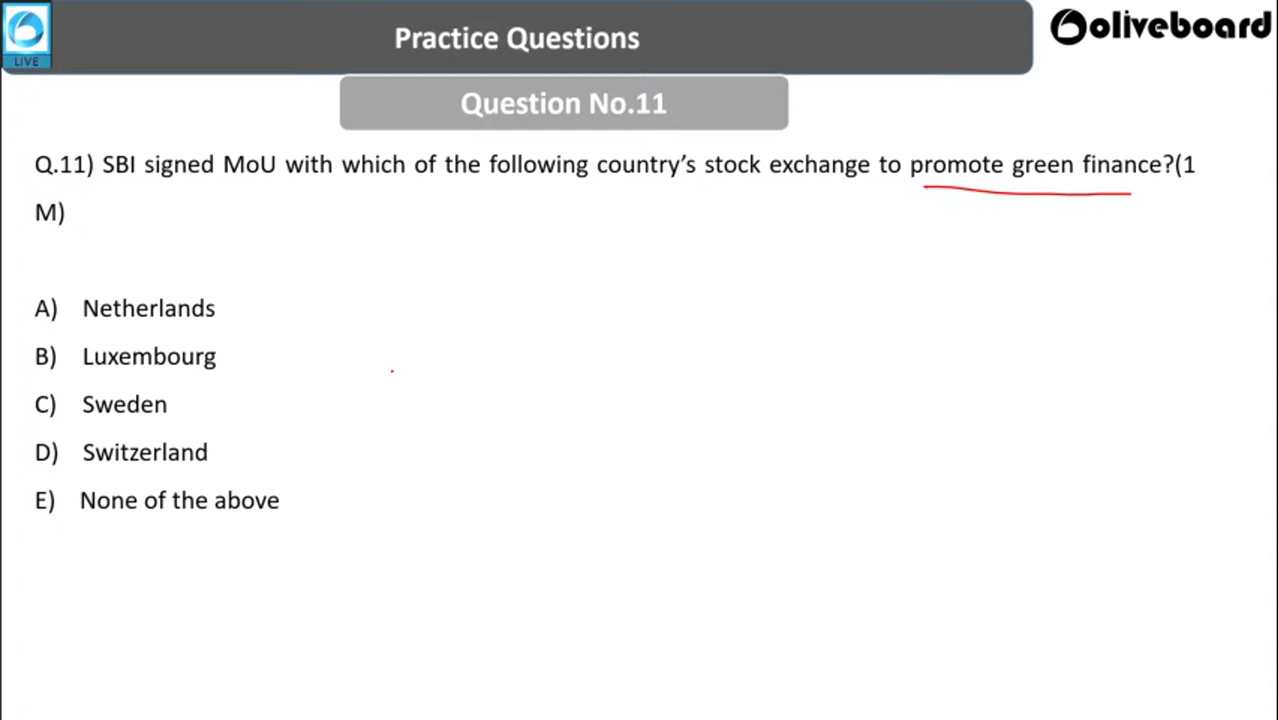 LIVE
Practice Questions
oliveboard
Question No.11
Q.11) SBI signed MoU with which of the following country's stock exchange to promote green finance?(1
M)
A) Netherlands
B) Luxembourg
C) Sweden
D) Switzerland
E) None of the above